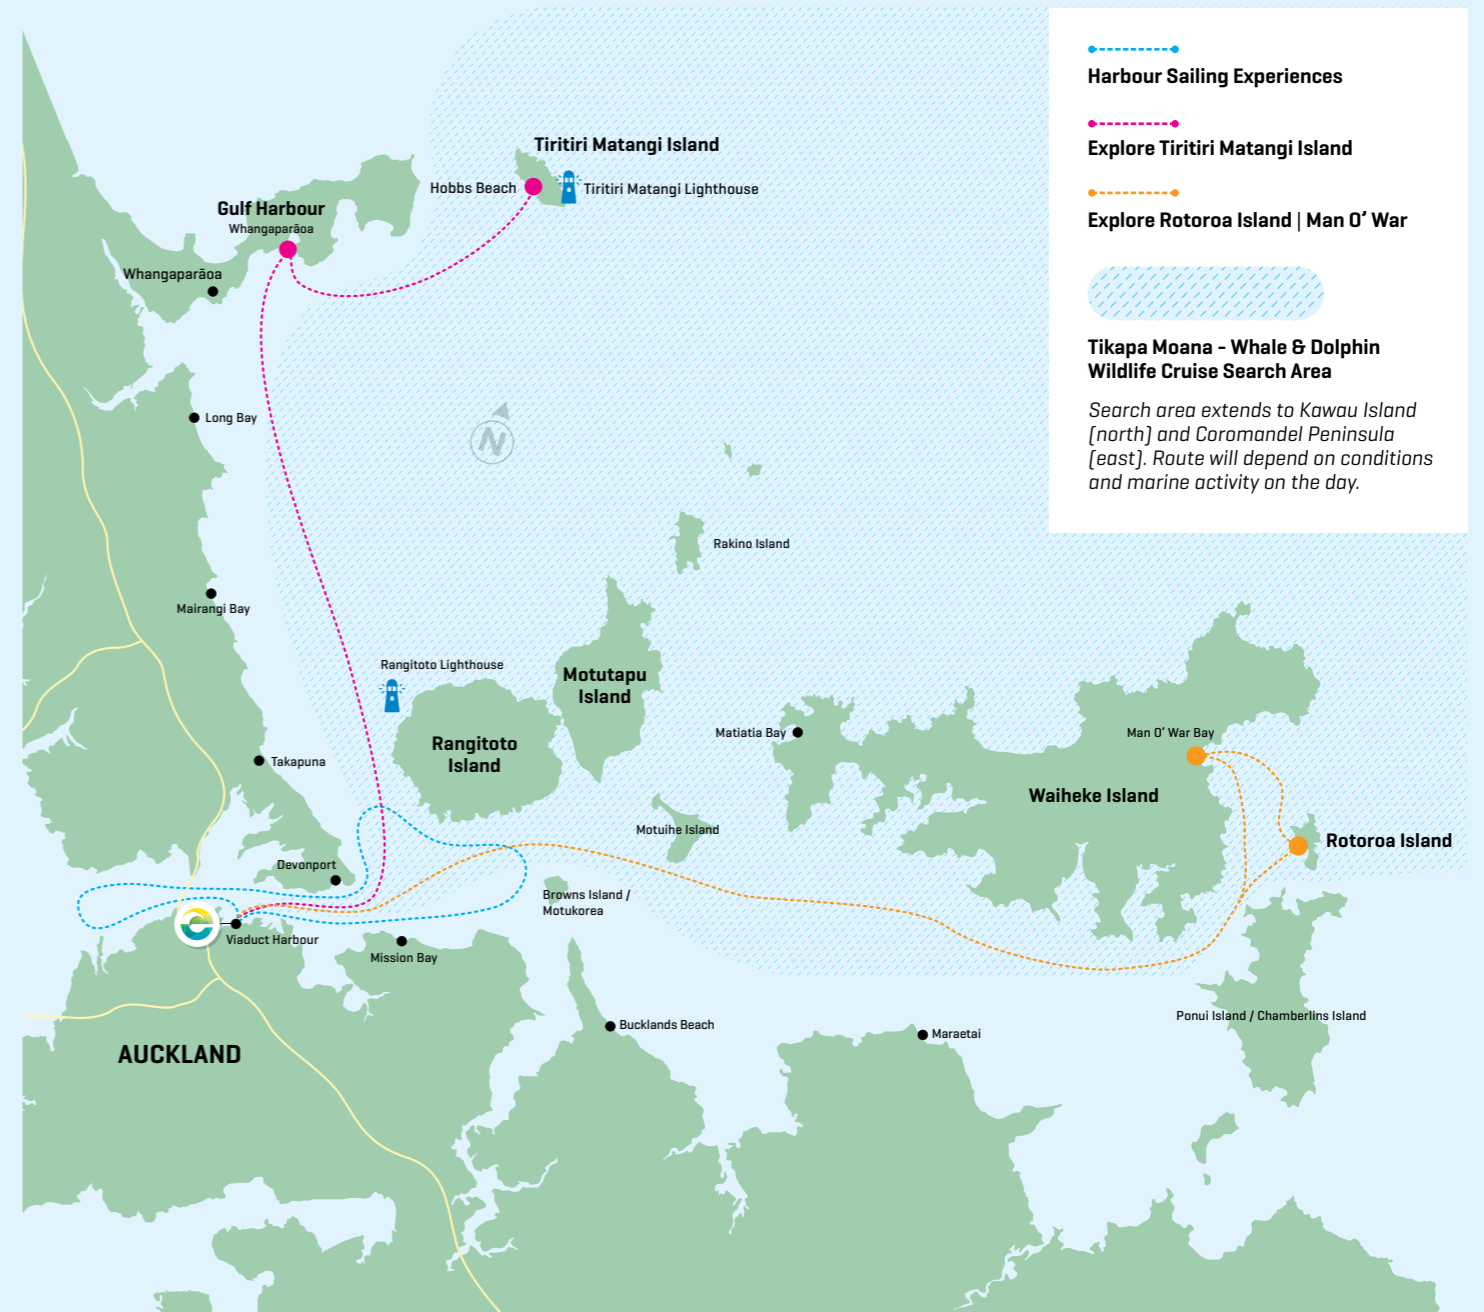 Harbour Sailing Experiences
Explore Tiritiri Matangi Island
Explore Rotoroa Island | Man O’ War
Tikapa Moana - Whale & Dolphin
Wildlife Cruise Search Area
Search area extends to Kawau Island
(north) and Coromandel Peninsula
(east). Route will depend on conditions
and marine activity on the day.
Tiritiri Matangi Island
Hobbs Beach
Tiritiri Matangi Lighthouse
Gulf Harbour
Whangaparāoa
Whangaparāoa
Long Bay
N
Rakino Island
Mairangi Bay
Rangitoto Lighthouse
Motutapu
Island
Rangitoto
Island
Matiatia Bay
Man O’ War Bay
Takapuna
Waiheke Island
Motuihe Island
Rotoroa Island
Devonport
Browns Island /
Motukorea
Viaduct Harbour
Mission Bay
Ponui Island / Chamberlins Island
Bucklands Beach
Maraetai
AUCKLAND